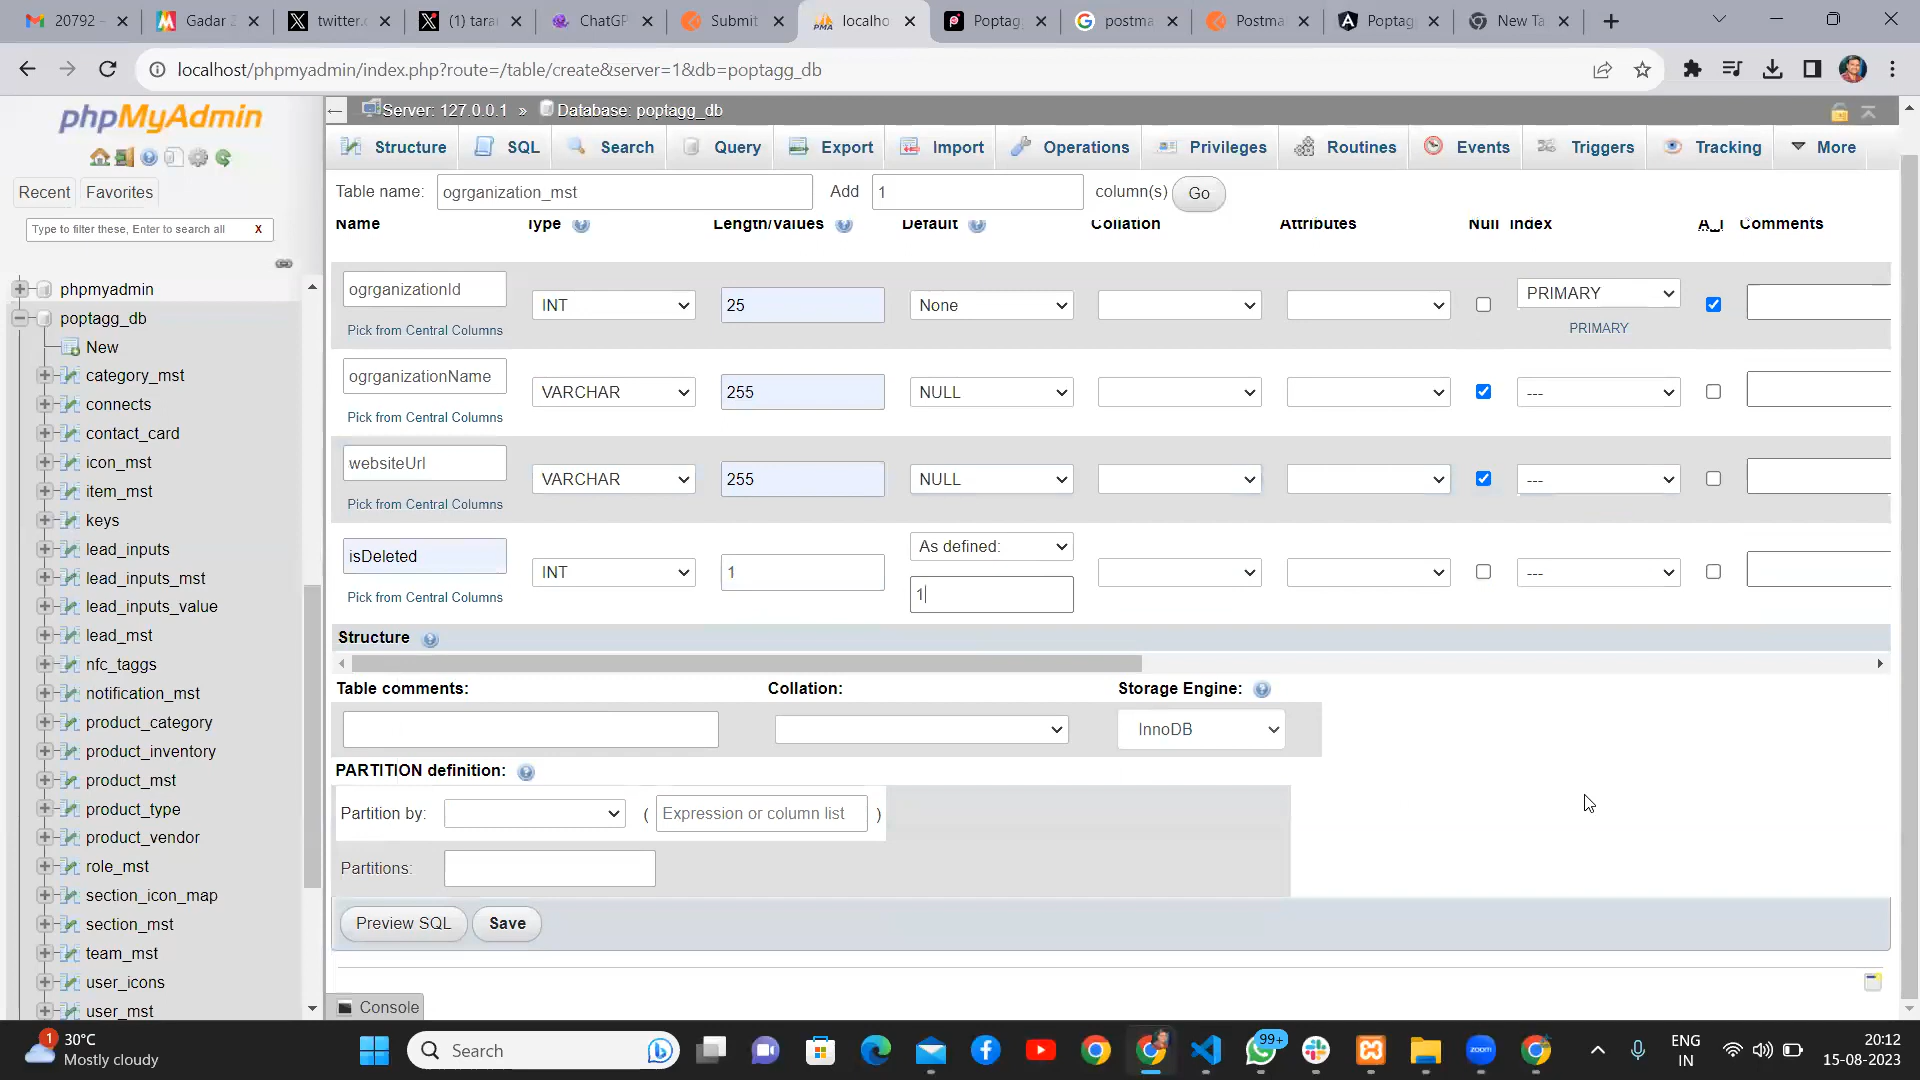 20792 -
Gadar
twitter.c
(1) tara
ChatGP
Submit
localho
Poptag
postma
Postma
Poptag
New Ta
localhost/phpmyadmin/index.php?route=/table/create&server=1&db=poptagg_db
phpMyAdmin
Recent
Favorites
Type to filter these, Enter to search all
X
phpmyadmin
poptagg_db
New
category_mst
connects
contact_card
icon_mst
item_mst
keys
lead_inputs
lead_inputs_mst
lead_inputs_value
lead_mst
nfc_taggs
notification_mst
product_category
product_inventory
product_mst
product_type
product_vendor
role_mst
section_icon_map
section_mst
team_mst
user_icons
user_mst
Server: 127.0.0.1 » Database: poptagg_db
Structure SQL Search Query Export Import Operations Privileges Routines Events Triggers Tracking More
Table name: ogrganization_mst Add 1 column(s) Go
Name Type Length/Values Default Collation Attributes Null Index A_I Comments
ogrganizationId INT 25 None PRIMARY
Pick from Central Columns PRIMARY
ogrganizationName VARCHAR 255 NULL ---
Pick from Central Columns
websiteUrl VARCHAR 255 NULL ---
Pick from Central Columns
isDeleted INT 1 As defined: ---
Pick from Central Columns 1
Structure
Table comments: Collation: Storage Engine:
InnoDB
PARTITION definition:
Partition by: ( Expression or column list )
Partitions:
Preview SQL Save
Console
1
30°C
Mostly cloudy
Search
99+
zoom
ENG
IN
20:12
15-08-2023